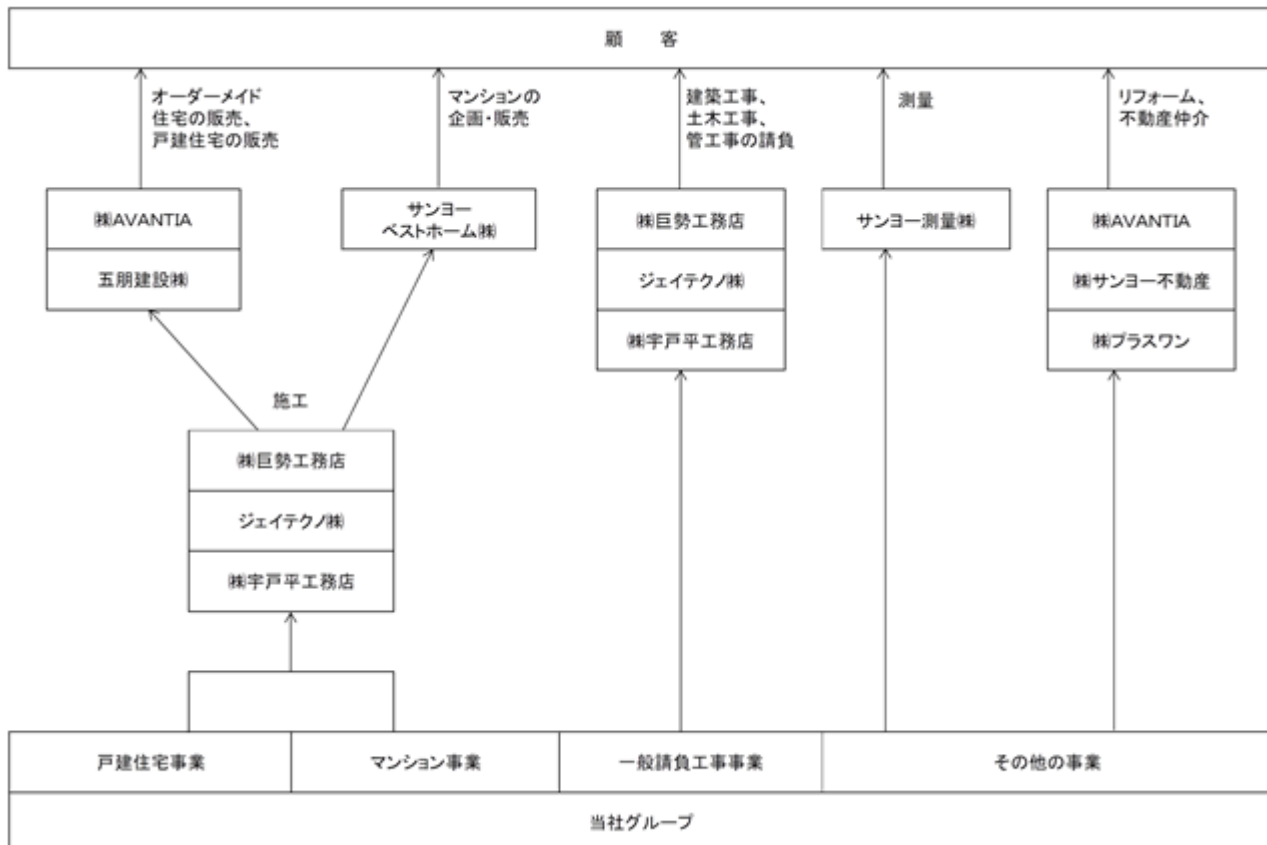 顧　　客
オーダーメイド
住宅の販売、
戸建住宅の販売
マンションの
企画・販売
建築工事、
土木工事、
管工事の請負
測量
リフォーム、
不動産仲介
㈱AVANTIA
五朋建設㈱
サンヨー
ベストホーム㈱
㈱巨勢工務店
ジェイテクノ㈱
㈱宇戸平工務店
サンヨー測量㈱
㈱AVANTIA
㈱サンヨー不動産
㈱プラスワン
施工
㈱巨勢工務店
ジェイテクノ㈱
㈱宇戸平工務店
戸建住宅事業
マンション事業
一般請負工事事業
その他の事業
当社グループ